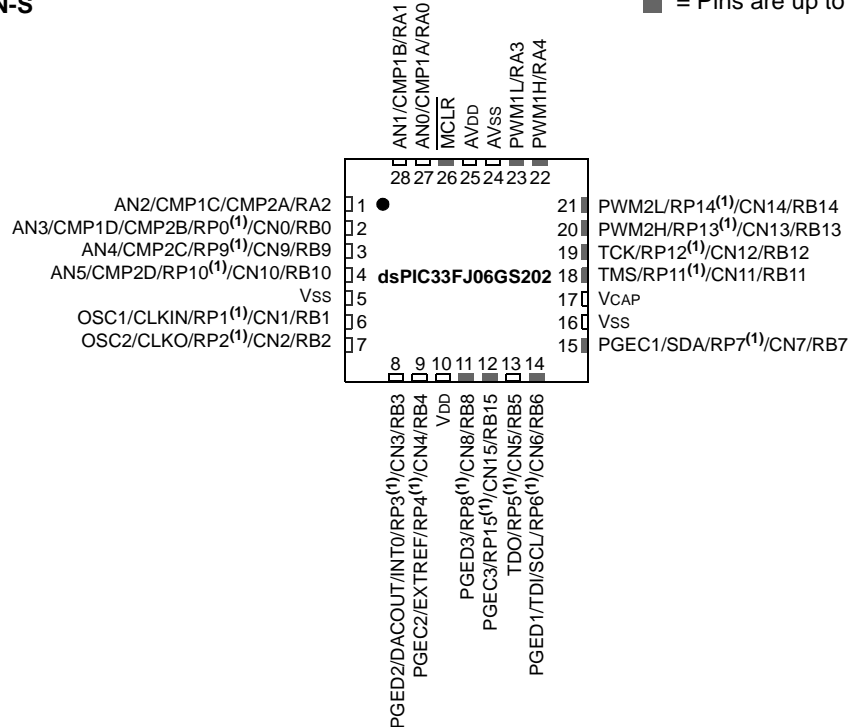 N-S
= Pins are up to
AN1/CMP1B/RA1
AN0/CMP1A/RA0
MCLR
AVDD
AVSS
PWM1L/RA3
PWM1H/RA4
28 27 26 25 24 23 22
AN2/CMP1C/CMP2A/RA2 1
AN3/CMP1D/CMP2B/RP0(1)/CN0/RB0 2
AN4/CMP2C/RP9(1)/CN9/RB9 3
AN5/CMP2D/RP10(1)/CN10/RB10 4
VSS 5
OSC1/CLKIN/RP1(1)/CN1/RB1 6
OSC2/CLKO/RP2(1)/CN2/RB2 7
dsPIC33FJ06GS202
21 PWM2L/RP14(1)/CN14/RB14
20 PWM2H/RP13(1)/CN13/RB13
19 TCK/RP12(1)/CN12/RB12
18 TMS/RP11(1)/CN11/RB11
17 VCAP
16 VSS
15 PGEC1/SDA/RP7(1)/CN7/RB7
8 9 10 11 12 13 14
PGED2/DACOUT/INT0/RP3(1)/CN3/RB3
PGEC2/EXTREF/RP4(1)/CN4/RB4
VDD
PGED3/RP8(1)/CN8/RB8
PGEC3/RP15(1)/CN15/RB15
TDO/RP5(1)/CN5/RB5
PGED1/TDI/SCL/RP6(1)/CN6/RB6